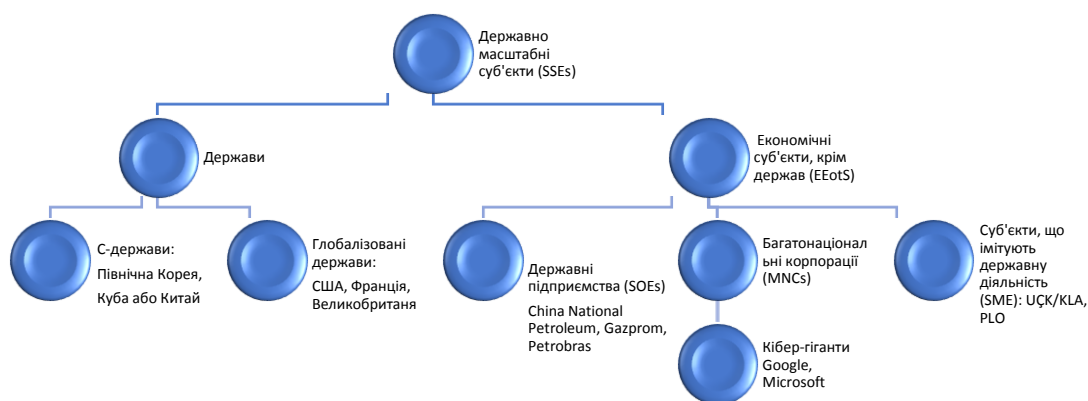 Державно
масштабні
суб'єкти (SSEs)
Держави
Економічні
суб'єкти, крім
держав (EEotS)
С-держави:
Північна Корея,
Куба або Китай
Глобалізовані
держави:
США, Франція,
Великобританя
Державні
підприємства (SOEs)
China National
Petroleum, Gazprom,
Petrobras
Багатонаціонал
ьні корпорації
(MNCs)
Суб'єкти, що
імітують
державну
діяльність
(SME): UÇK/KLA,
PLO
Кібер-гіганти
Google,
Microsoft